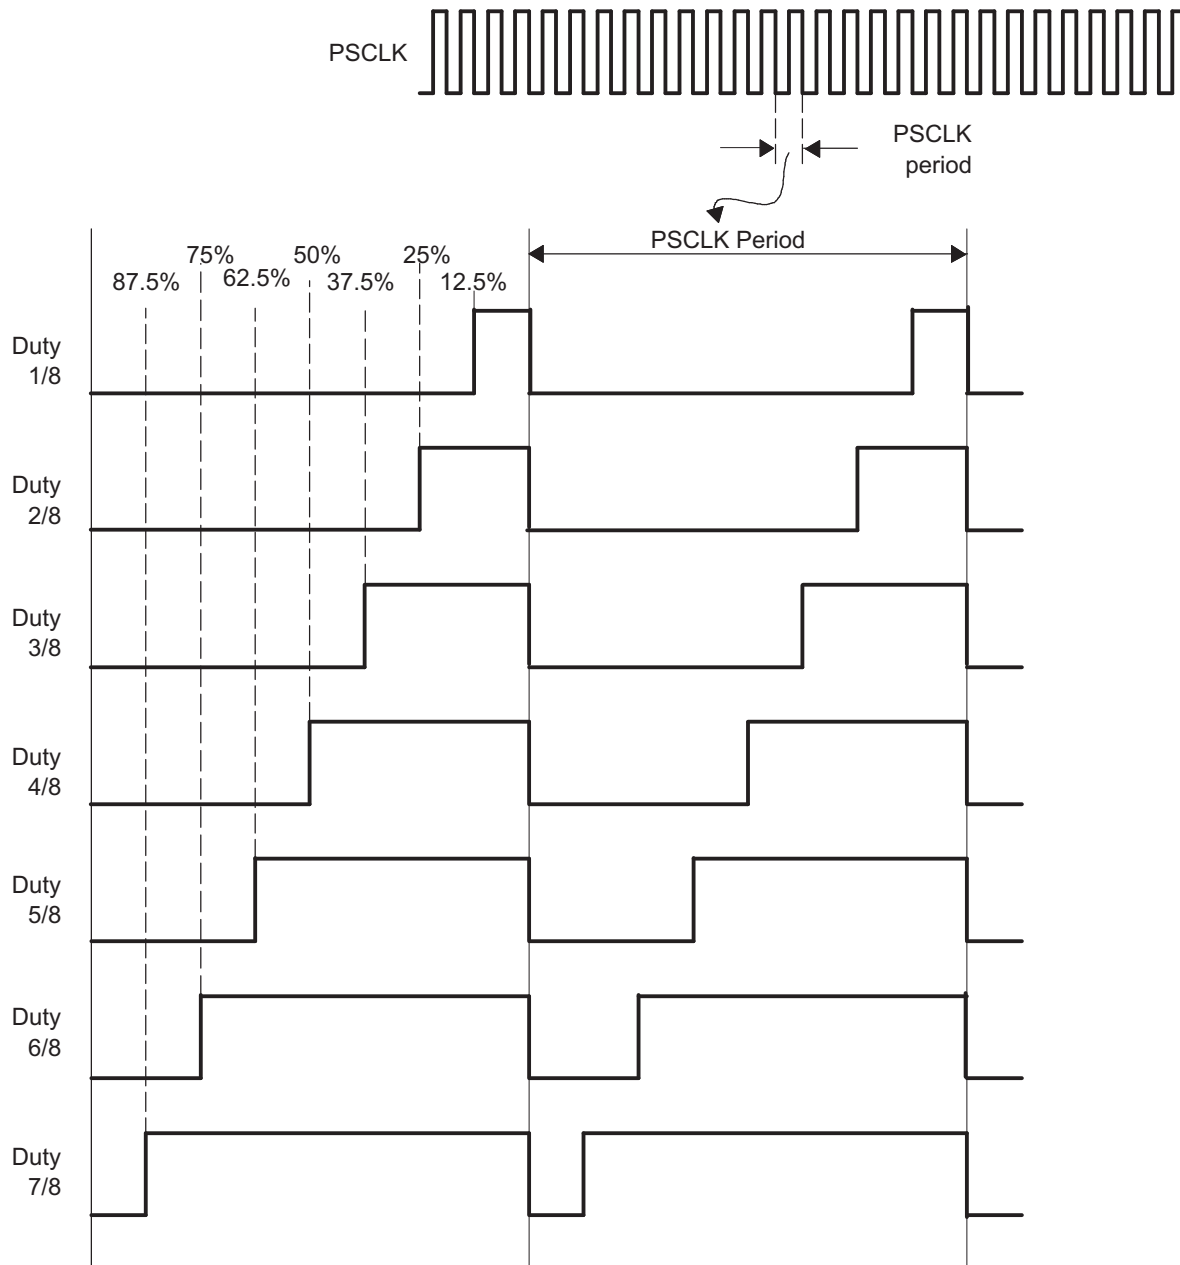 PSCLK
PSCLK
period
PSCLK Period
75%
50%
25%
87.5%
62.5%
37.5%
12.5%
Duty
1/8
Duty
2/8
Duty
3/8
Duty
4/8
Duty
5/8
Duty
6/8
Duty
7/8